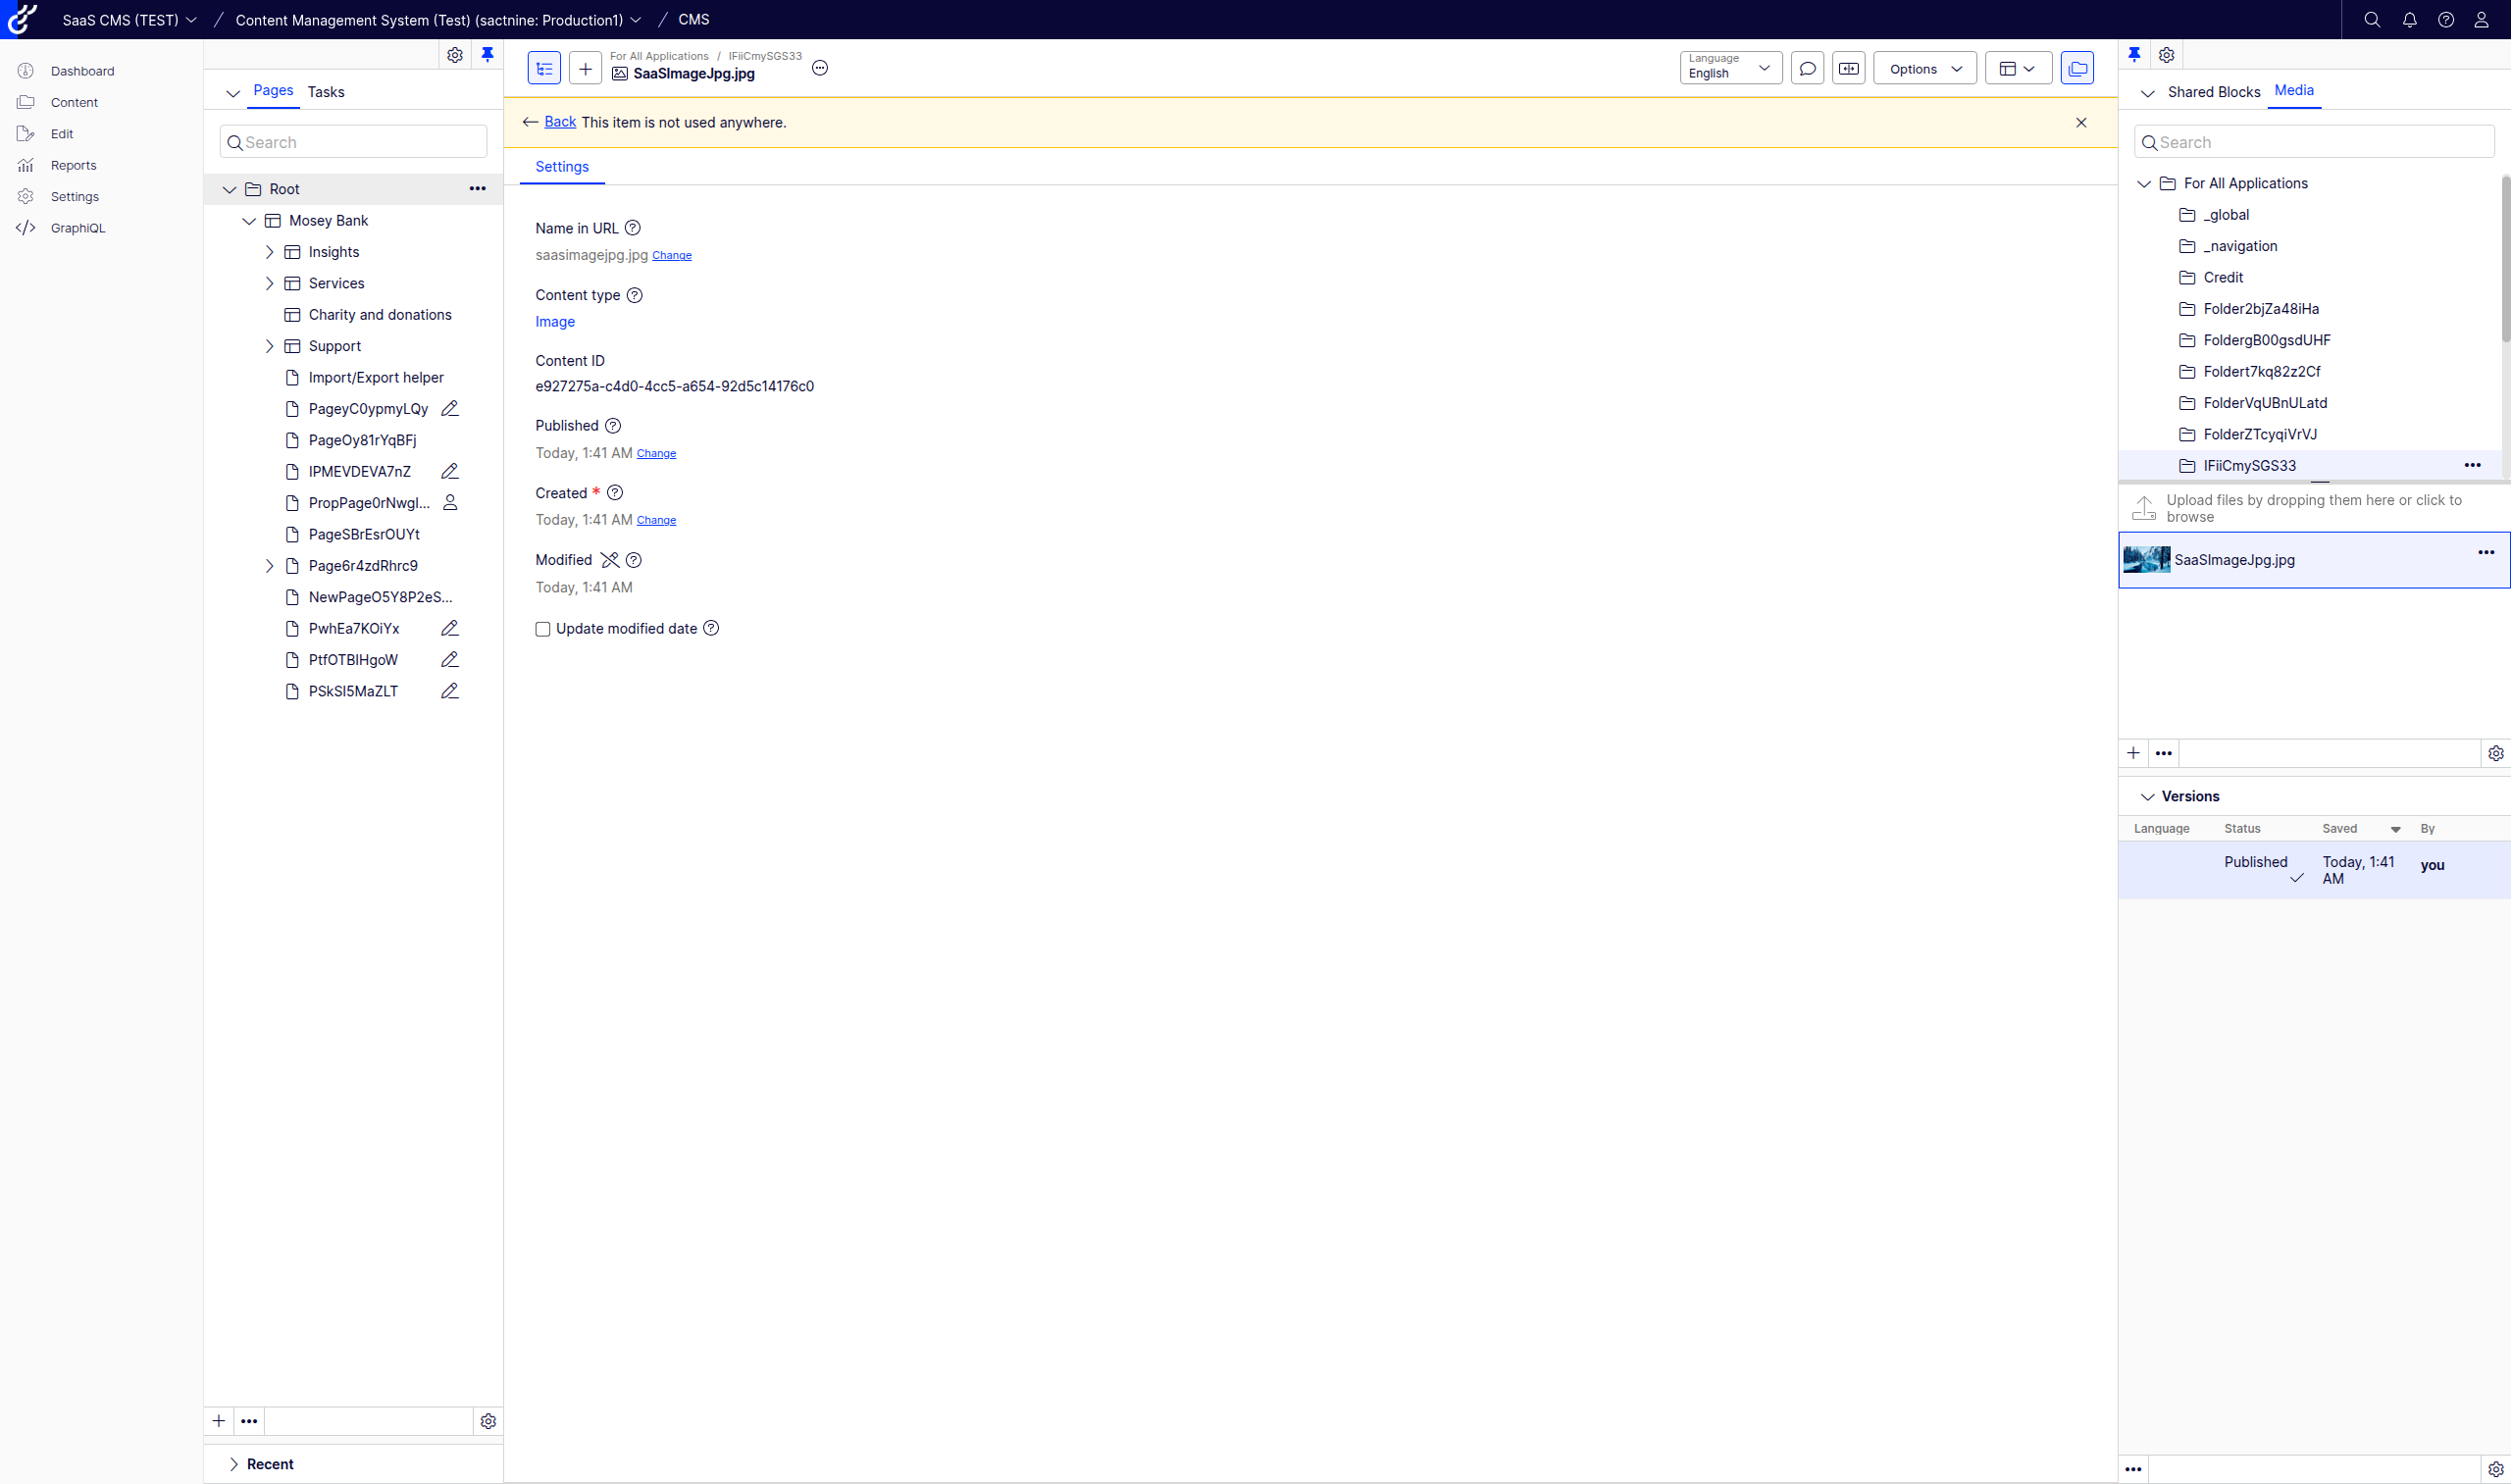 SaaS CMS (TEST) / Content Management System (Test) (sactnine: Production1) / CMS
Dashboard
Content
Edit
Reports
Settings
GraphiQL
Pages Tasks
Search
Root
Mosey Bank
Insights
Services
Charity and donations
Support
Import/Export helper
PageyC0ypmyLQy
PageOy81rYqBFj
IPMEVDEVA7nZ
PropPage0rNwgl...
PageSBrEsrOUYt
Page6r4zdRhrc9
NewPageO5Y8P2eS...
PwhEa7KOiYx
PtfOTBIHgoW
PSkSI5MaZLT
Recent
For All Applications / IFiiCmySGS33
SaaSImageJpg.jpg
Language
English
Options
Back This item is not used anywhere.
Settings
Name in URL
saasimagejpg.jpg Change
Content type
Image
Content ID
e927275a-c4d0-4cc5-a654-92d5c14176c0
Published
Today, 1:41 AM Change
Created *
Today, 1:41 AM Change
Modified
Today, 1:41 AM
Update modified date
Shared Blocks Media
Search
For All Applications
_global
_navigation
Credit
Folder2bjZa48iHa
FoldergB00gsdUHF
Foldert7kq82z2Cf
FolderVqUBnULatd
FolderZTcyqiVrVJ
IFiiCmySGS33
Upload files by dropping them here or click to
browse
SaaSImageJpg.jpg
Versions
Language Status Saved By
Published Today, 1:41 you
AM